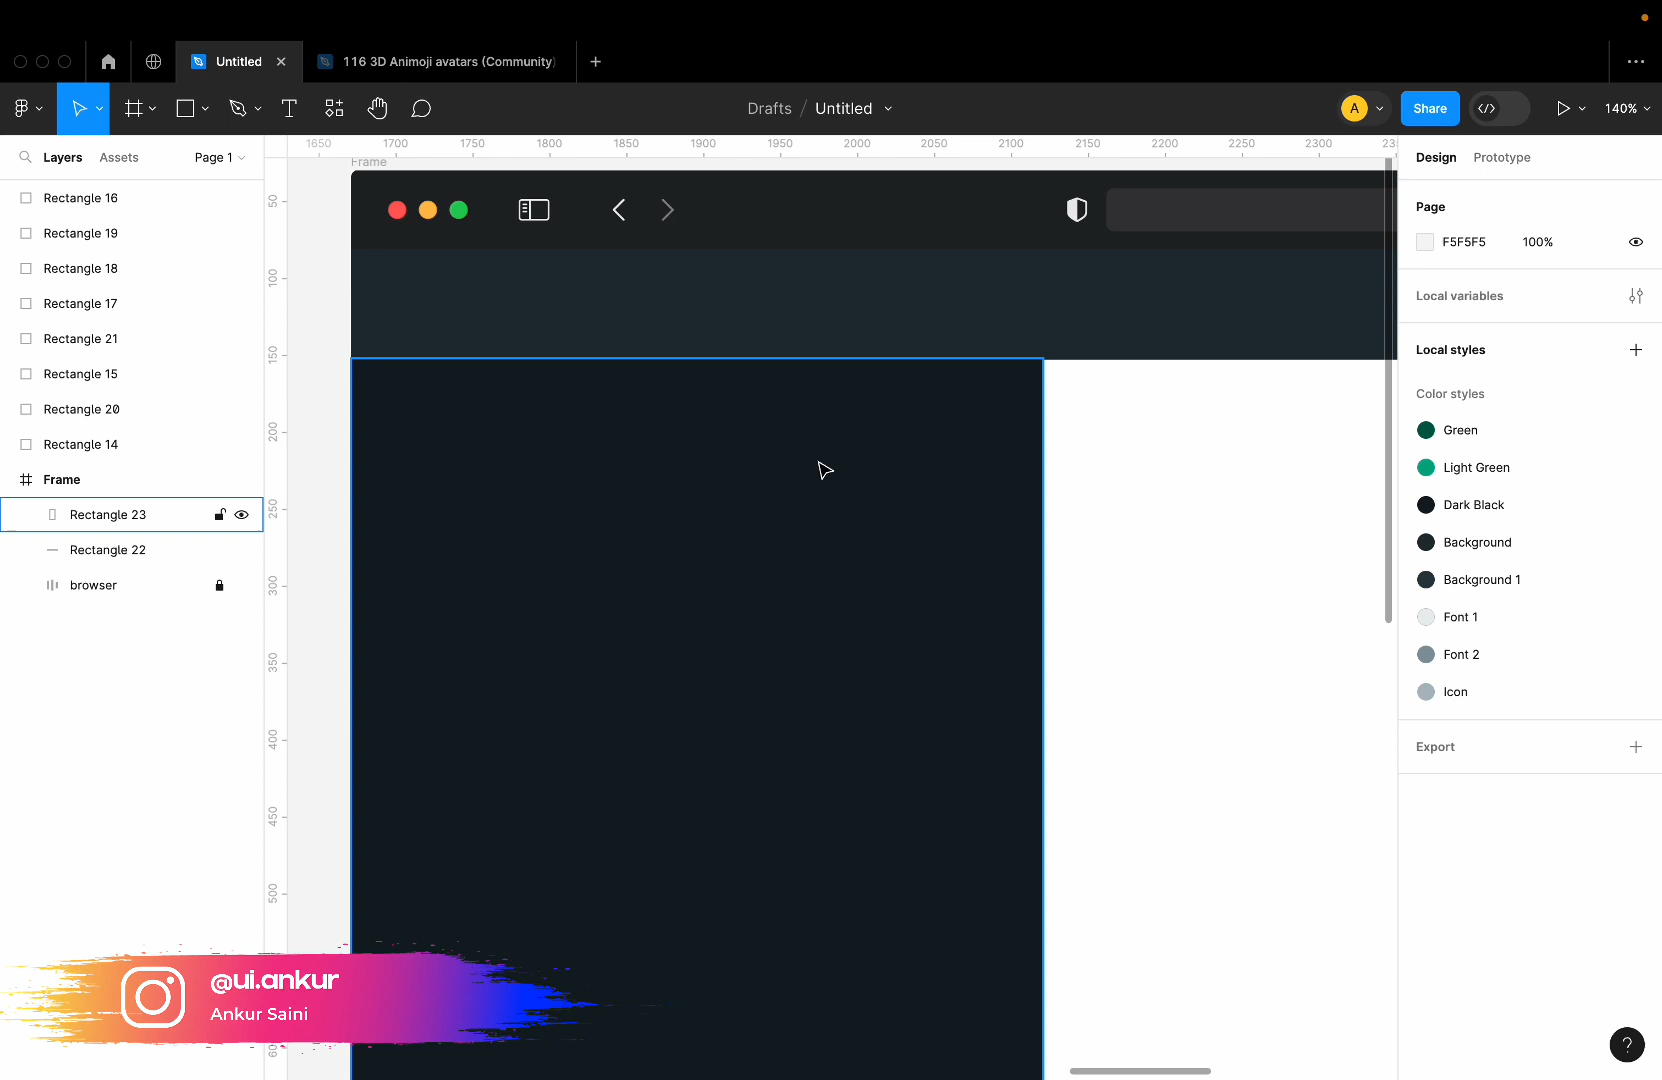 Untitled
116 3D Animoji avatars (Community)
Drafts / Untitled
A
Share
140%
Layers
Assets
Page 1
1650 1700 1750 1800 1850 1900 1950 2000 2050 2100 2150 2200 2250 2300
Design
Prototype
Frame
Rectangle 16
Rectangle 19
Rectangle 18
Rectangle 17
Rectangle 21
Rectangle 15
Rectangle 20
Rectangle 14
Frame
Rectangle 23
Rectangle 22
browser
50
100
150
200
250
300
350
400
450
500
Page
F5F5F5 100%
Local variables
Local styles
Color styles
Green
Light Green
Dark Black
Background
Background 1
Font 1
Font 2
Icon
Export
@ui.ankur
Ankur Saini
?